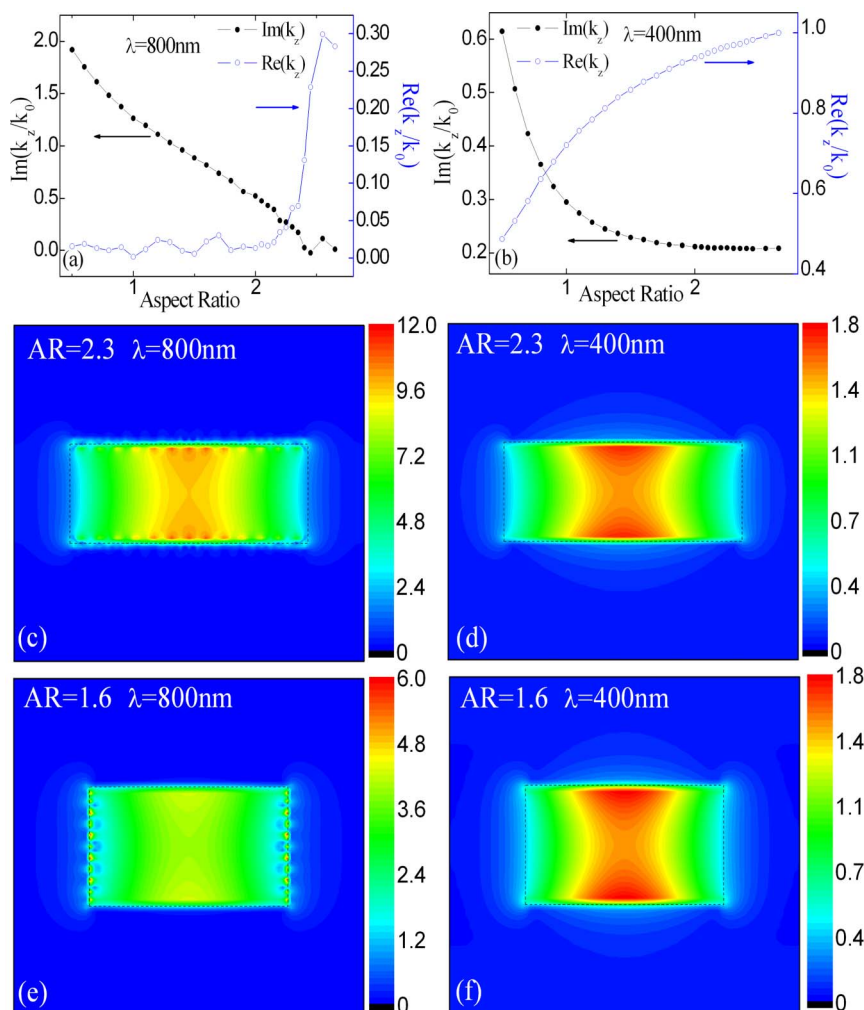 λ=800nm
Im(k_z)
Re(k_z)
Im(k_z/k_0)
2.0
1.5
1.0
0.5
0.0
0.30
0.25
0.20
0.15
0.10
0.05
0.00
Re(k_z/k_0)
(a)
1
2
Aspect Ratio
Im(k_z)
λ=400nm
Re(k_z)
Im(k_z/k_0)
0.6
0.5
0.4
0.3
0.2
1.0
0.8
0.6
0.4
Re(k_z/k_0)
(b)
1
2
Aspect Ratio
AR=2.3 λ=800nm
(c)
12.0
9.6
7.2
4.8
2.4
0
AR=2.3 λ=400nm
(d)
1.8
1.4
1.1
0.7
0.4
0
AR=1.6 λ=800nm
(e)
6.0
4.8
3.6
2.4
1.2
0
AR=1.6 λ=400nm
(f)
1.8
1.4
1.1
0.7
0.4
0